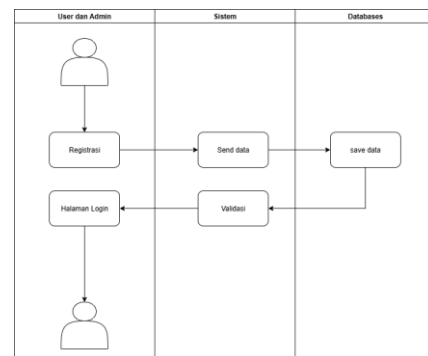 User dan Admin
Sistem
Databases
Registrasi
Send data
save data
Halaman Login
Validasi